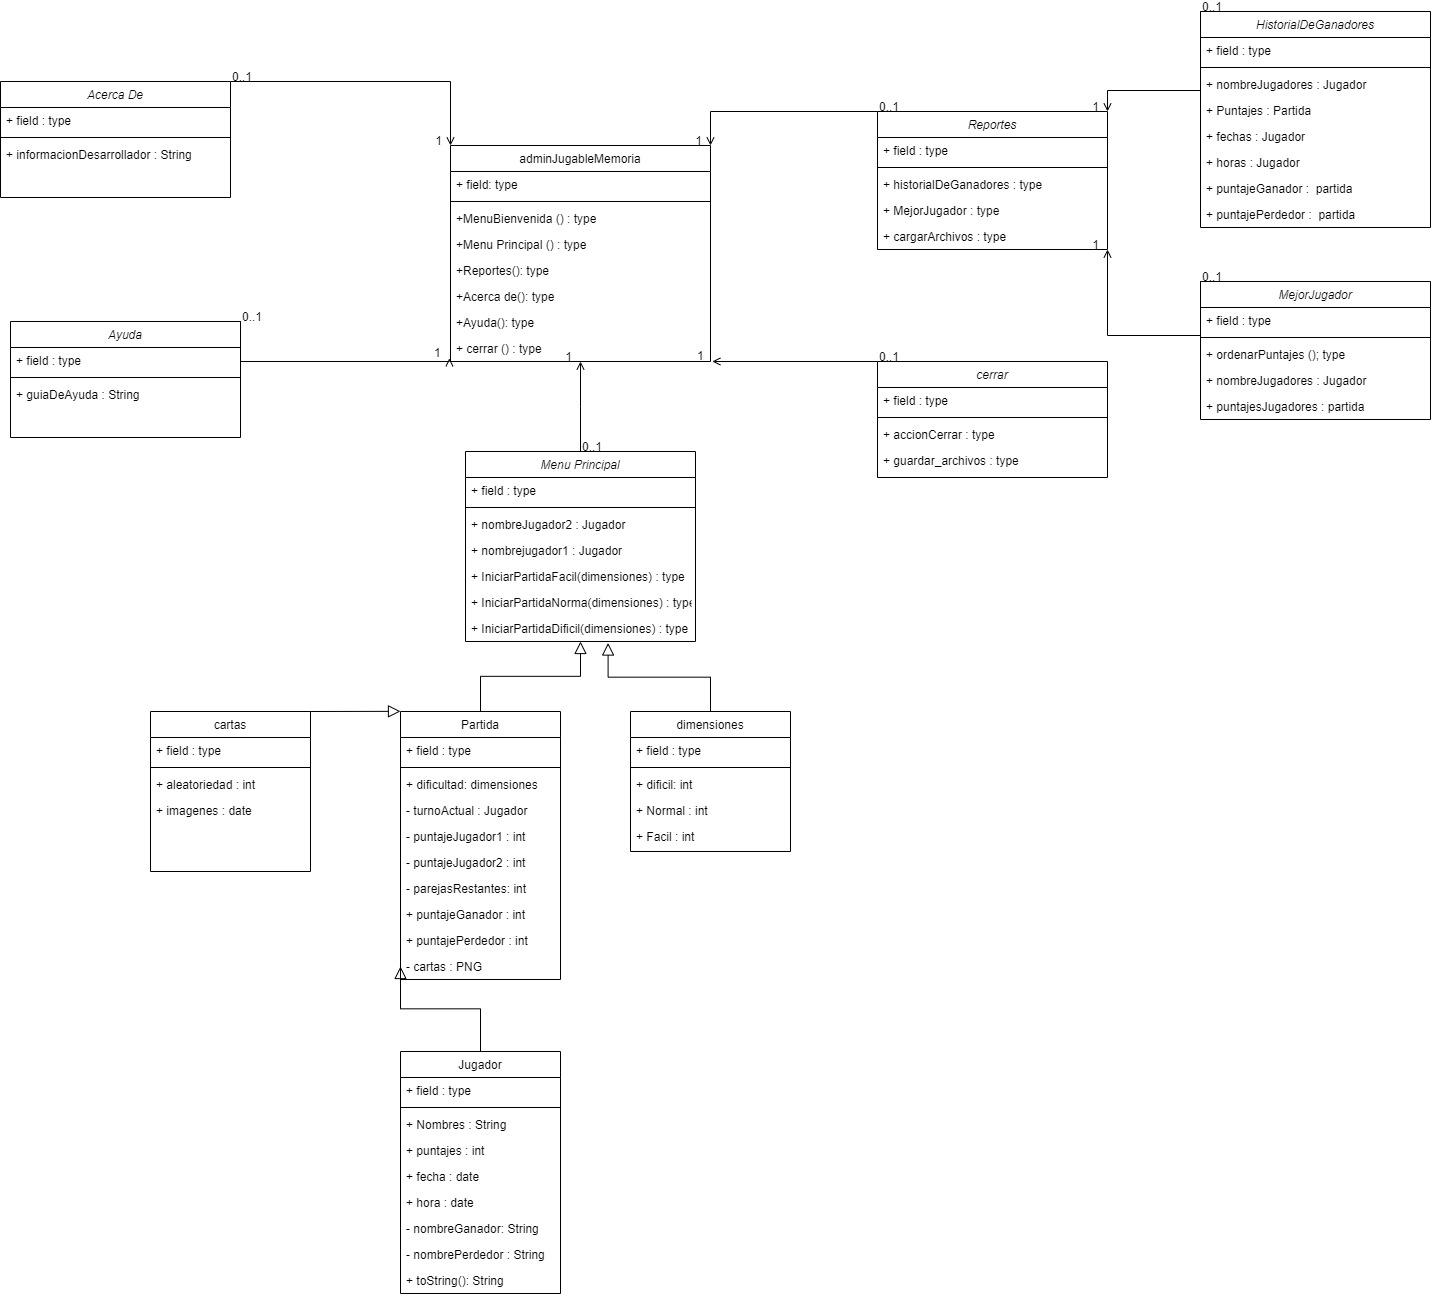 0..1
HistorialDeGanadores
+ field : type
+ nombreJugadores : Jugador
+ Puntajes : Partida
+ fechas : Jugador
+ horas : Jugador
+ puntajeGanador :  partida
+ puntajePerdedor :  partida
0..1
Acerca De
+ field : type
+ informacionDesarrollador : String
1
1
adminJugableMemoria
+ field: type
+MenuBienvenida () : type
+Menu Principal () : type
+Reportes(): type
+Acerca de(): type
+Ayuda(): type
+ cerrar () : type
1
1
1
0..1
1
Reportes
+ field : type
+ historialDeGanadores : type
+ MejorJugador : type
+ cargarArchivos : type
1
0..1
MejorJugador
+ field : type
+ ordenarPuntajes (); type
+ nombreJugadores : Jugador
+ puntajesJugadores : partida
0..1
Ayuda
+ field : type
+ guiaDeAyuda : String
0..1
cerrar
+ field : type
+ accionCerrar : type
+ guardar_archivos : type
0..1
Menu Principal
+ field : type
+ nombreJugador2 : Jugador
+ nombrejugador1 : Jugador
+ IniciarPartidaFacil(dimensiones) : type
+ IniciarPartidaNorma(dimensiones) : type
+ IniciarPartidaDificil(dimensiones) : type
cartas
+ field : type
+ aleatoriedad : int
+ imagenes : date
Partida
+ field : type
+ dificultad: dimensiones
- turnoActual : Jugador
- puntajeJugador1 : int
- puntajeJugador2 : int
- parejasRestantes: int
+ puntajeGanador : int
+ puntajePerdedor : int
- cartas : PNG
dimensiones
+ field : type
+ dificil: int
+ Normal : int
+ Facil : int
Jugador
+ field : type
+ Nombres : String
+ puntajes : int
+ fecha : date
+ hora : date
- nombreGanador: String
- nombrePerdedor : String
+ toString(): String